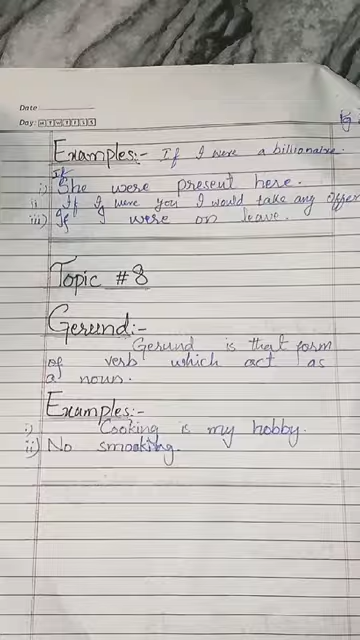 Date:
Day: M T W T F S S
Examples:- If I were a billionaire.
i) If She were present here.
ii If I were you I would take any offer
iii) If I were on leave.
Topic #8
Gerund:-
Gerund is that form
of verb which act as
a noun.
Examples:-
i) Cooking is my hobby.
ii) No smooking.